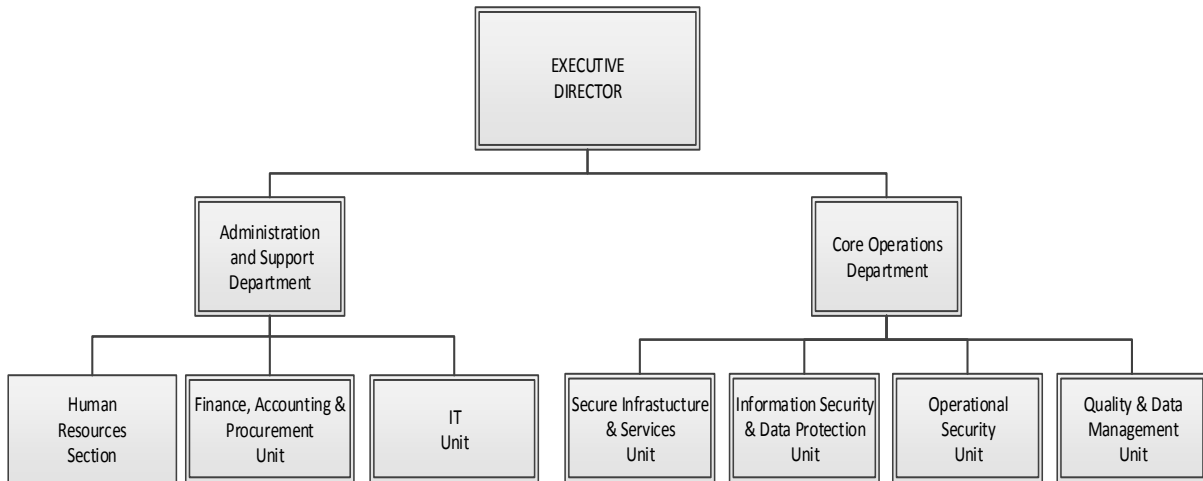 EXECUTIVE
DIRECTOR
Administration
and Support
Department
Core Operations
Department
Human
Resources
Section
Finance, Accounting &
Procurement
Unit
IT
Unit
Secure Infrastucture
& Services
Unit
Information Security
& Data Protection
Unit
Operational
Security
Unit
Quality & Data
Management Unit
Unit